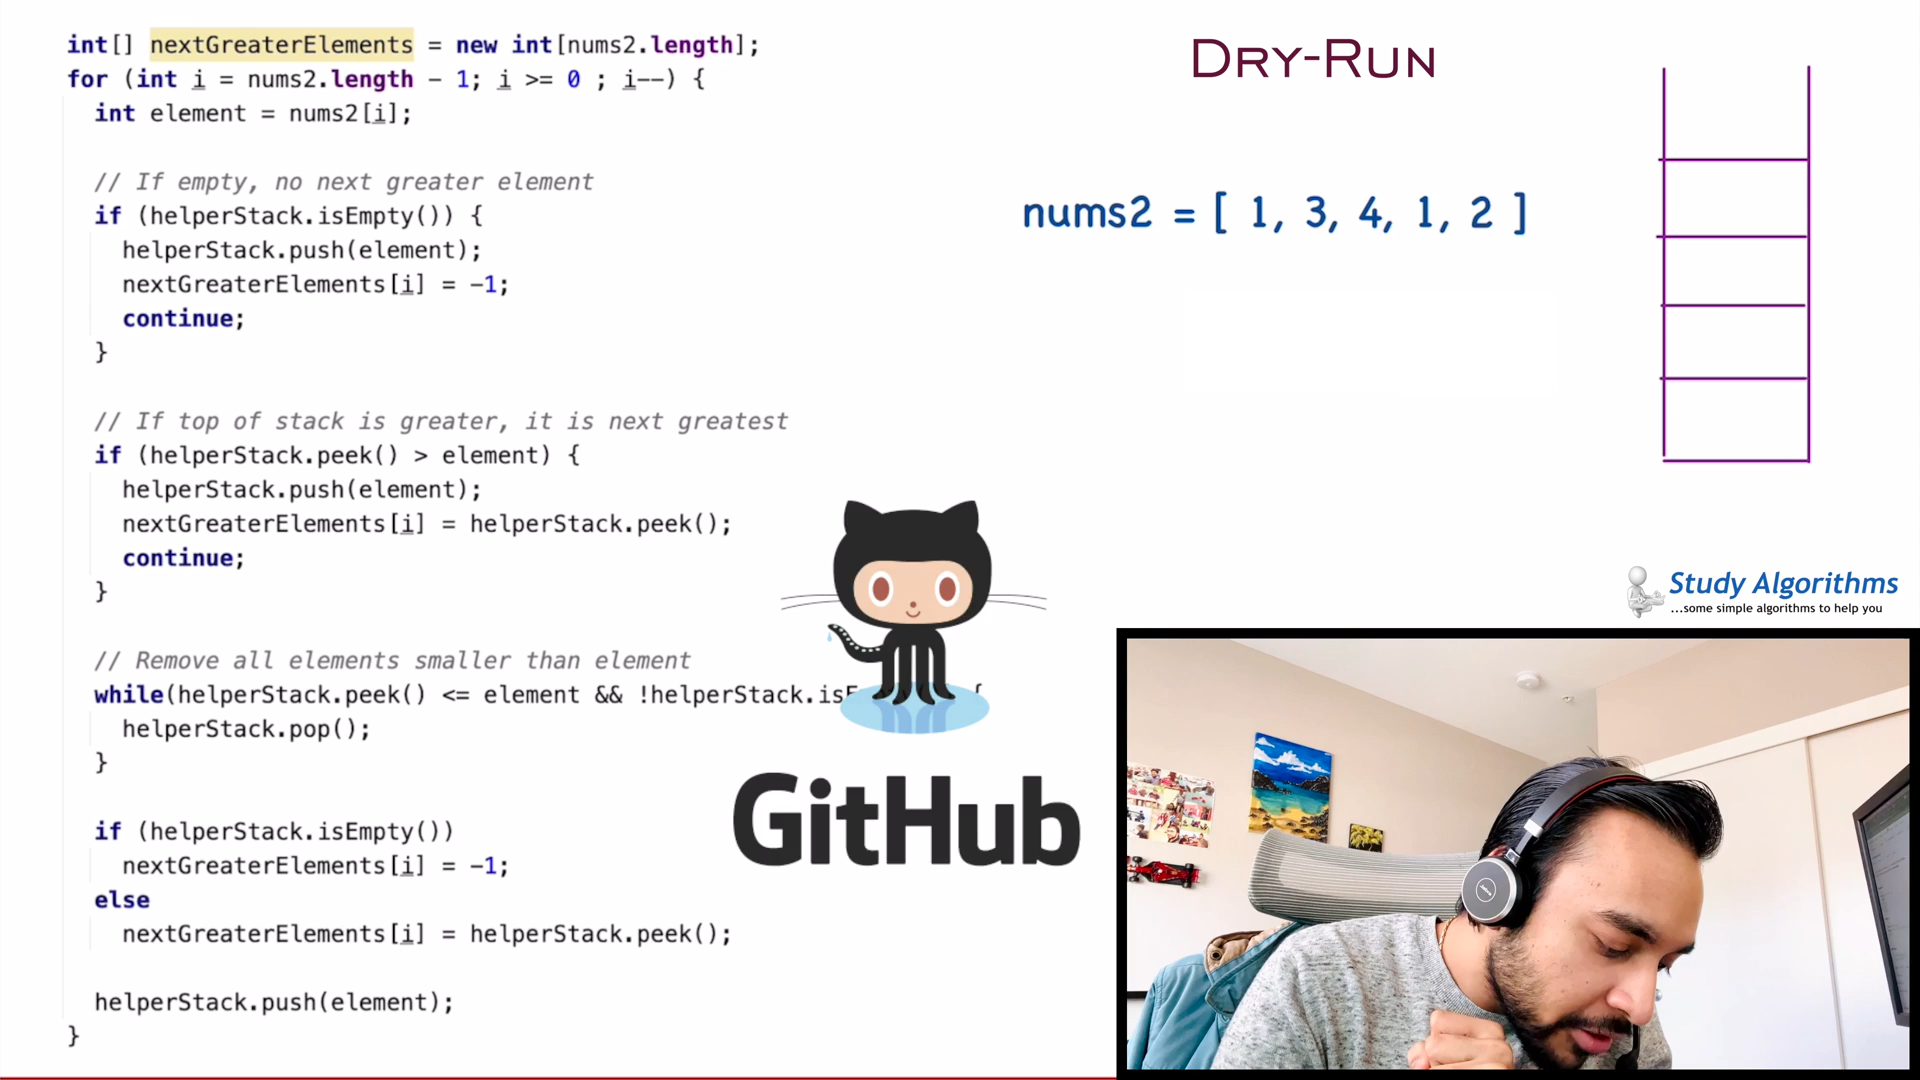 int[] nextGreaterElements = new int[nums2.length];
for (int i = nums2.length - 1; i >= 0 ; i--) {
int element = nums2[i];
// If empty, no next greater element
if (helperStack.isEmpty()) {
helperStack.push(element);
nextGreaterElements[i] = -1;
continue;
}
// If top of stack is greater, it is next greatest
if (helperStack.peek() > element) {
helperStack.push(element);
nextGreaterElements[i] = helperStack.peek();
continue;
}
// Remove all elements smaller than element
while(helperStack.peek() <= element && !helperStack.isE {
helperStack.pop();
}
if (helperStack.isEmpty())
nextGreaterElements[i] = -1;
else
nextGreaterElements[i] = helperStack.peek();
helperStack.push(element);
}
GitHub
Dry-Run
nums2 = [ 1, 3, 4, 1, 2 ]
Study Algorithms
...some simple algorithms to help you